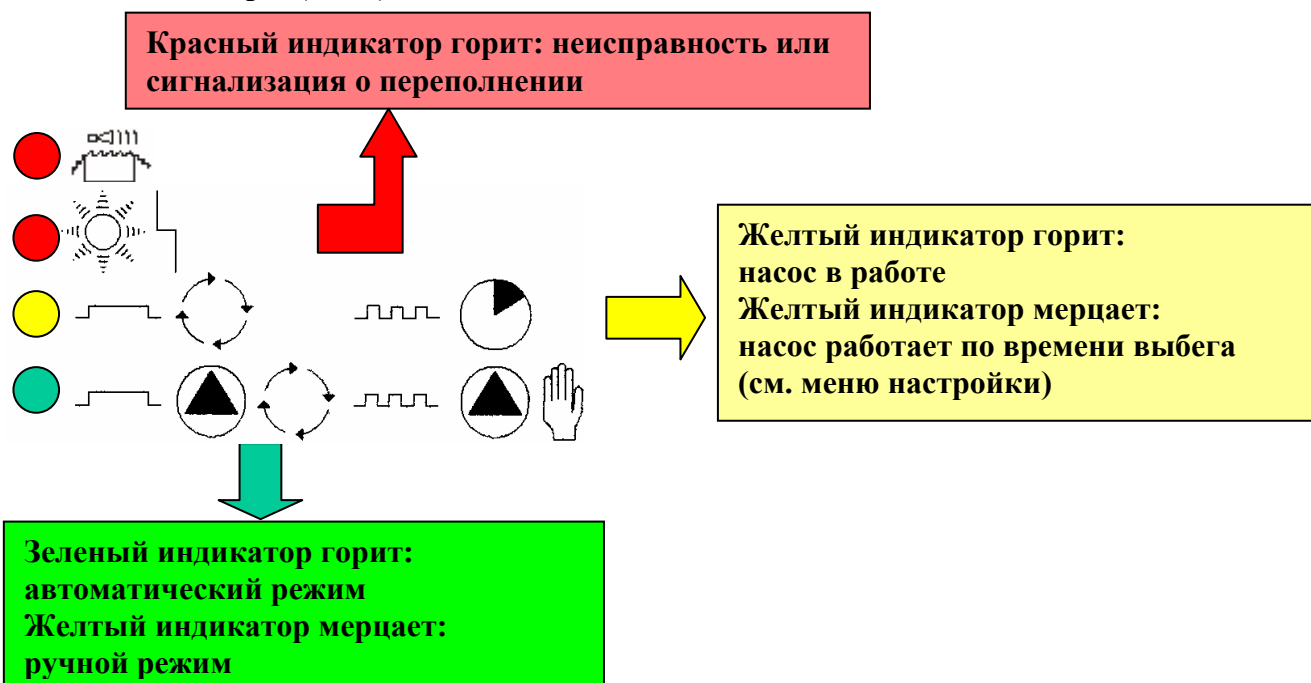 Красный индикатор горит: неисправность или
сигнализация о переполнении
Желтый индикатор горит:
насос в работе
Желтый индикатор мерцает:
насос работает по времени выбега
(см. меню настройки)
Зеленый индикатор горит:
автоматический режим
Желтый индикатор мерцает:
ручной режим